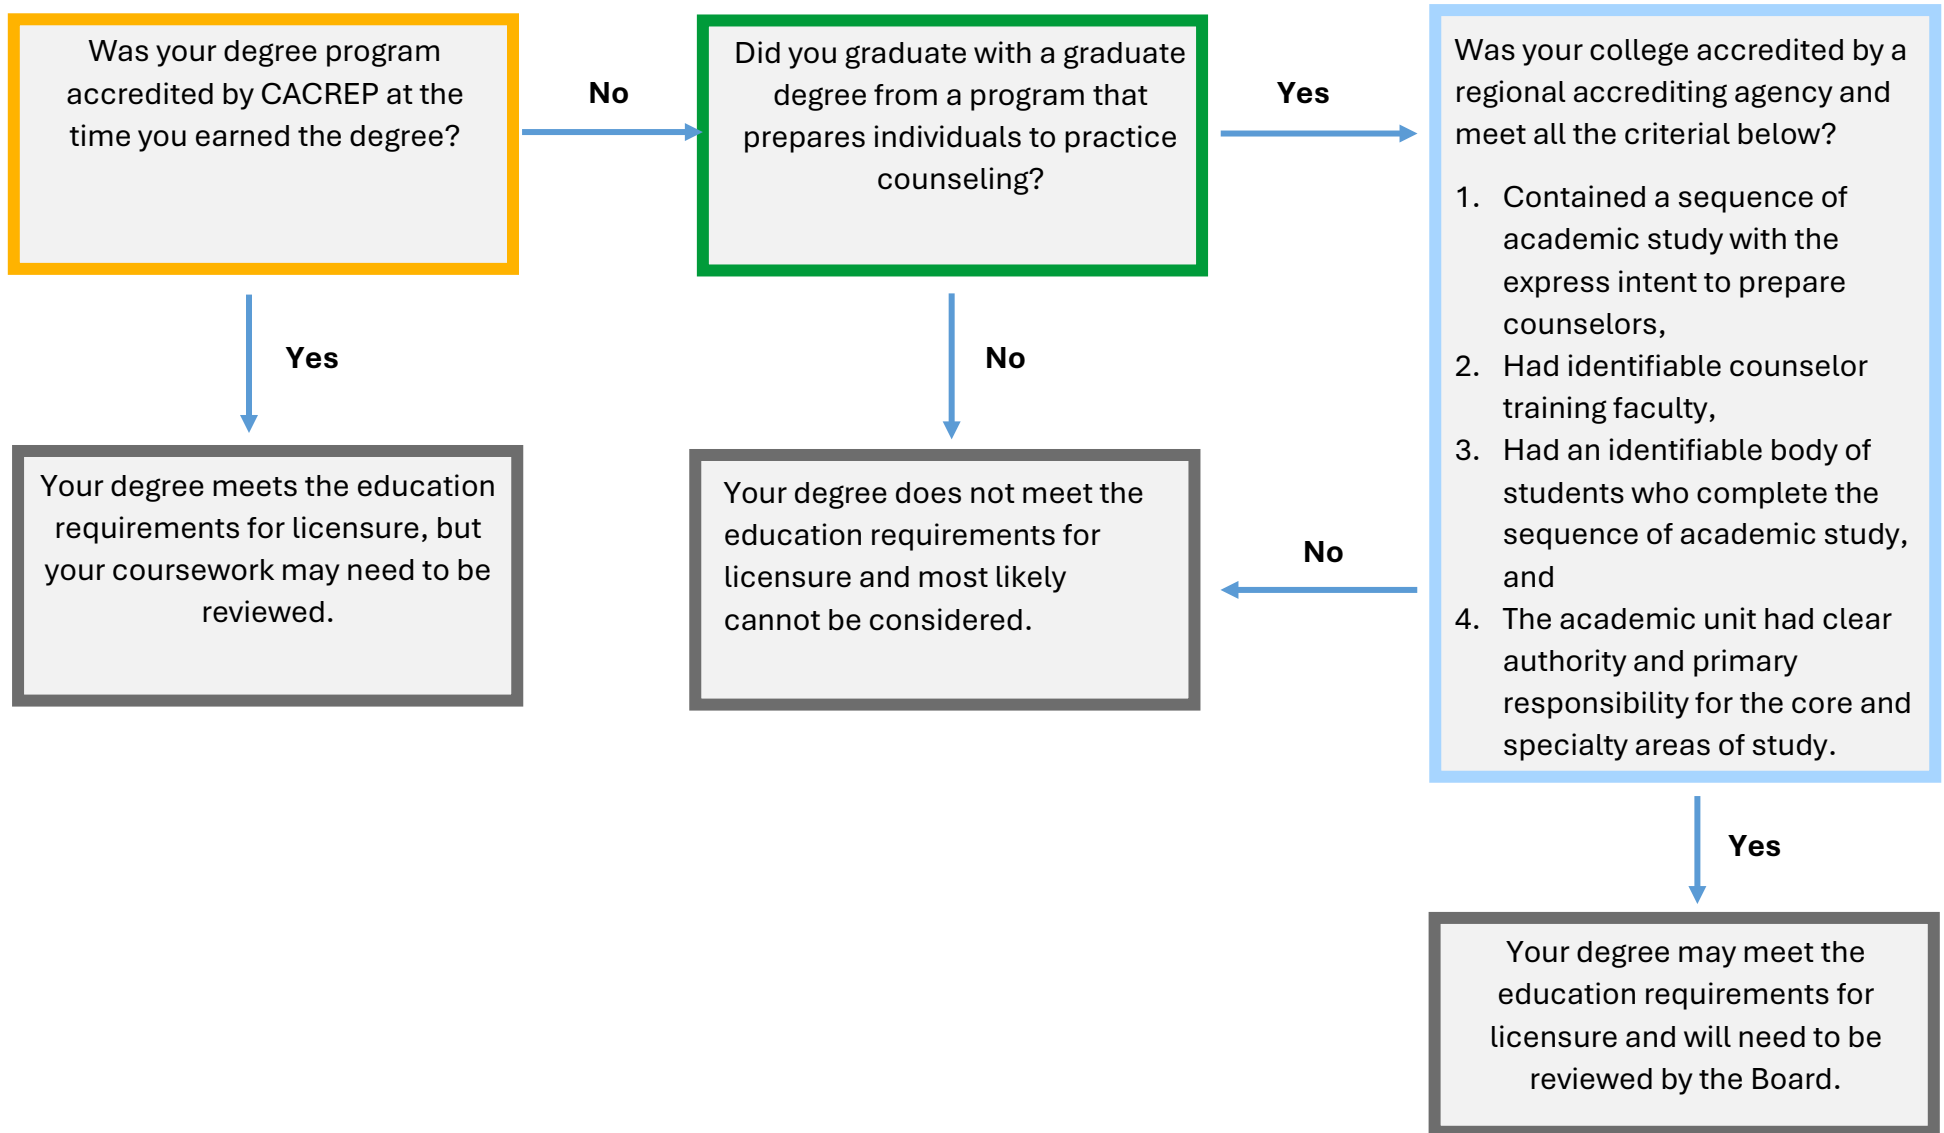 Was your degree program
accredited by CACREP at the
time you earned the degree?
No
Did you graduate with a graduate
degree from a program that
prepares individuals to practice
counseling?
Yes
Was your college accredited by a
regional accrediting agency and
meet all the criterial below?
1. Contained a sequence of
academic study with the
express intent to prepare
counselors,
2. Had identifiable counselor
training faculty,
3. Had an identifiable body of
students who complete the
sequence of academic study,
and
4. The academic unit had clear
authority and primary
responsibility for the core and
specialty areas of study.
Yes
No
Your degree meets the education
requirements for licensure, but
your coursework may need to be
reviewed.
Your degree does not meet the
education requirements for
licensure and most likely
cannot be considered.
No
Yes
Your degree may meet the
education requirements for
licensure and will need to be
reviewed by the Board.